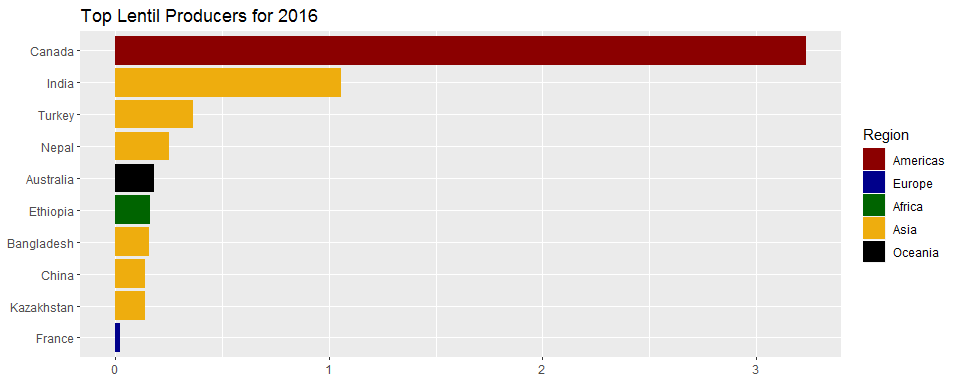 Top Lentil Producers for 2016
Canada
India
Turkey
Nepal
Australia
Ethiopia
Bangladesh
China
Kazakhstan
France
0 1 2 3
Region
Americas
Europe
Africa
Asia
Oceania